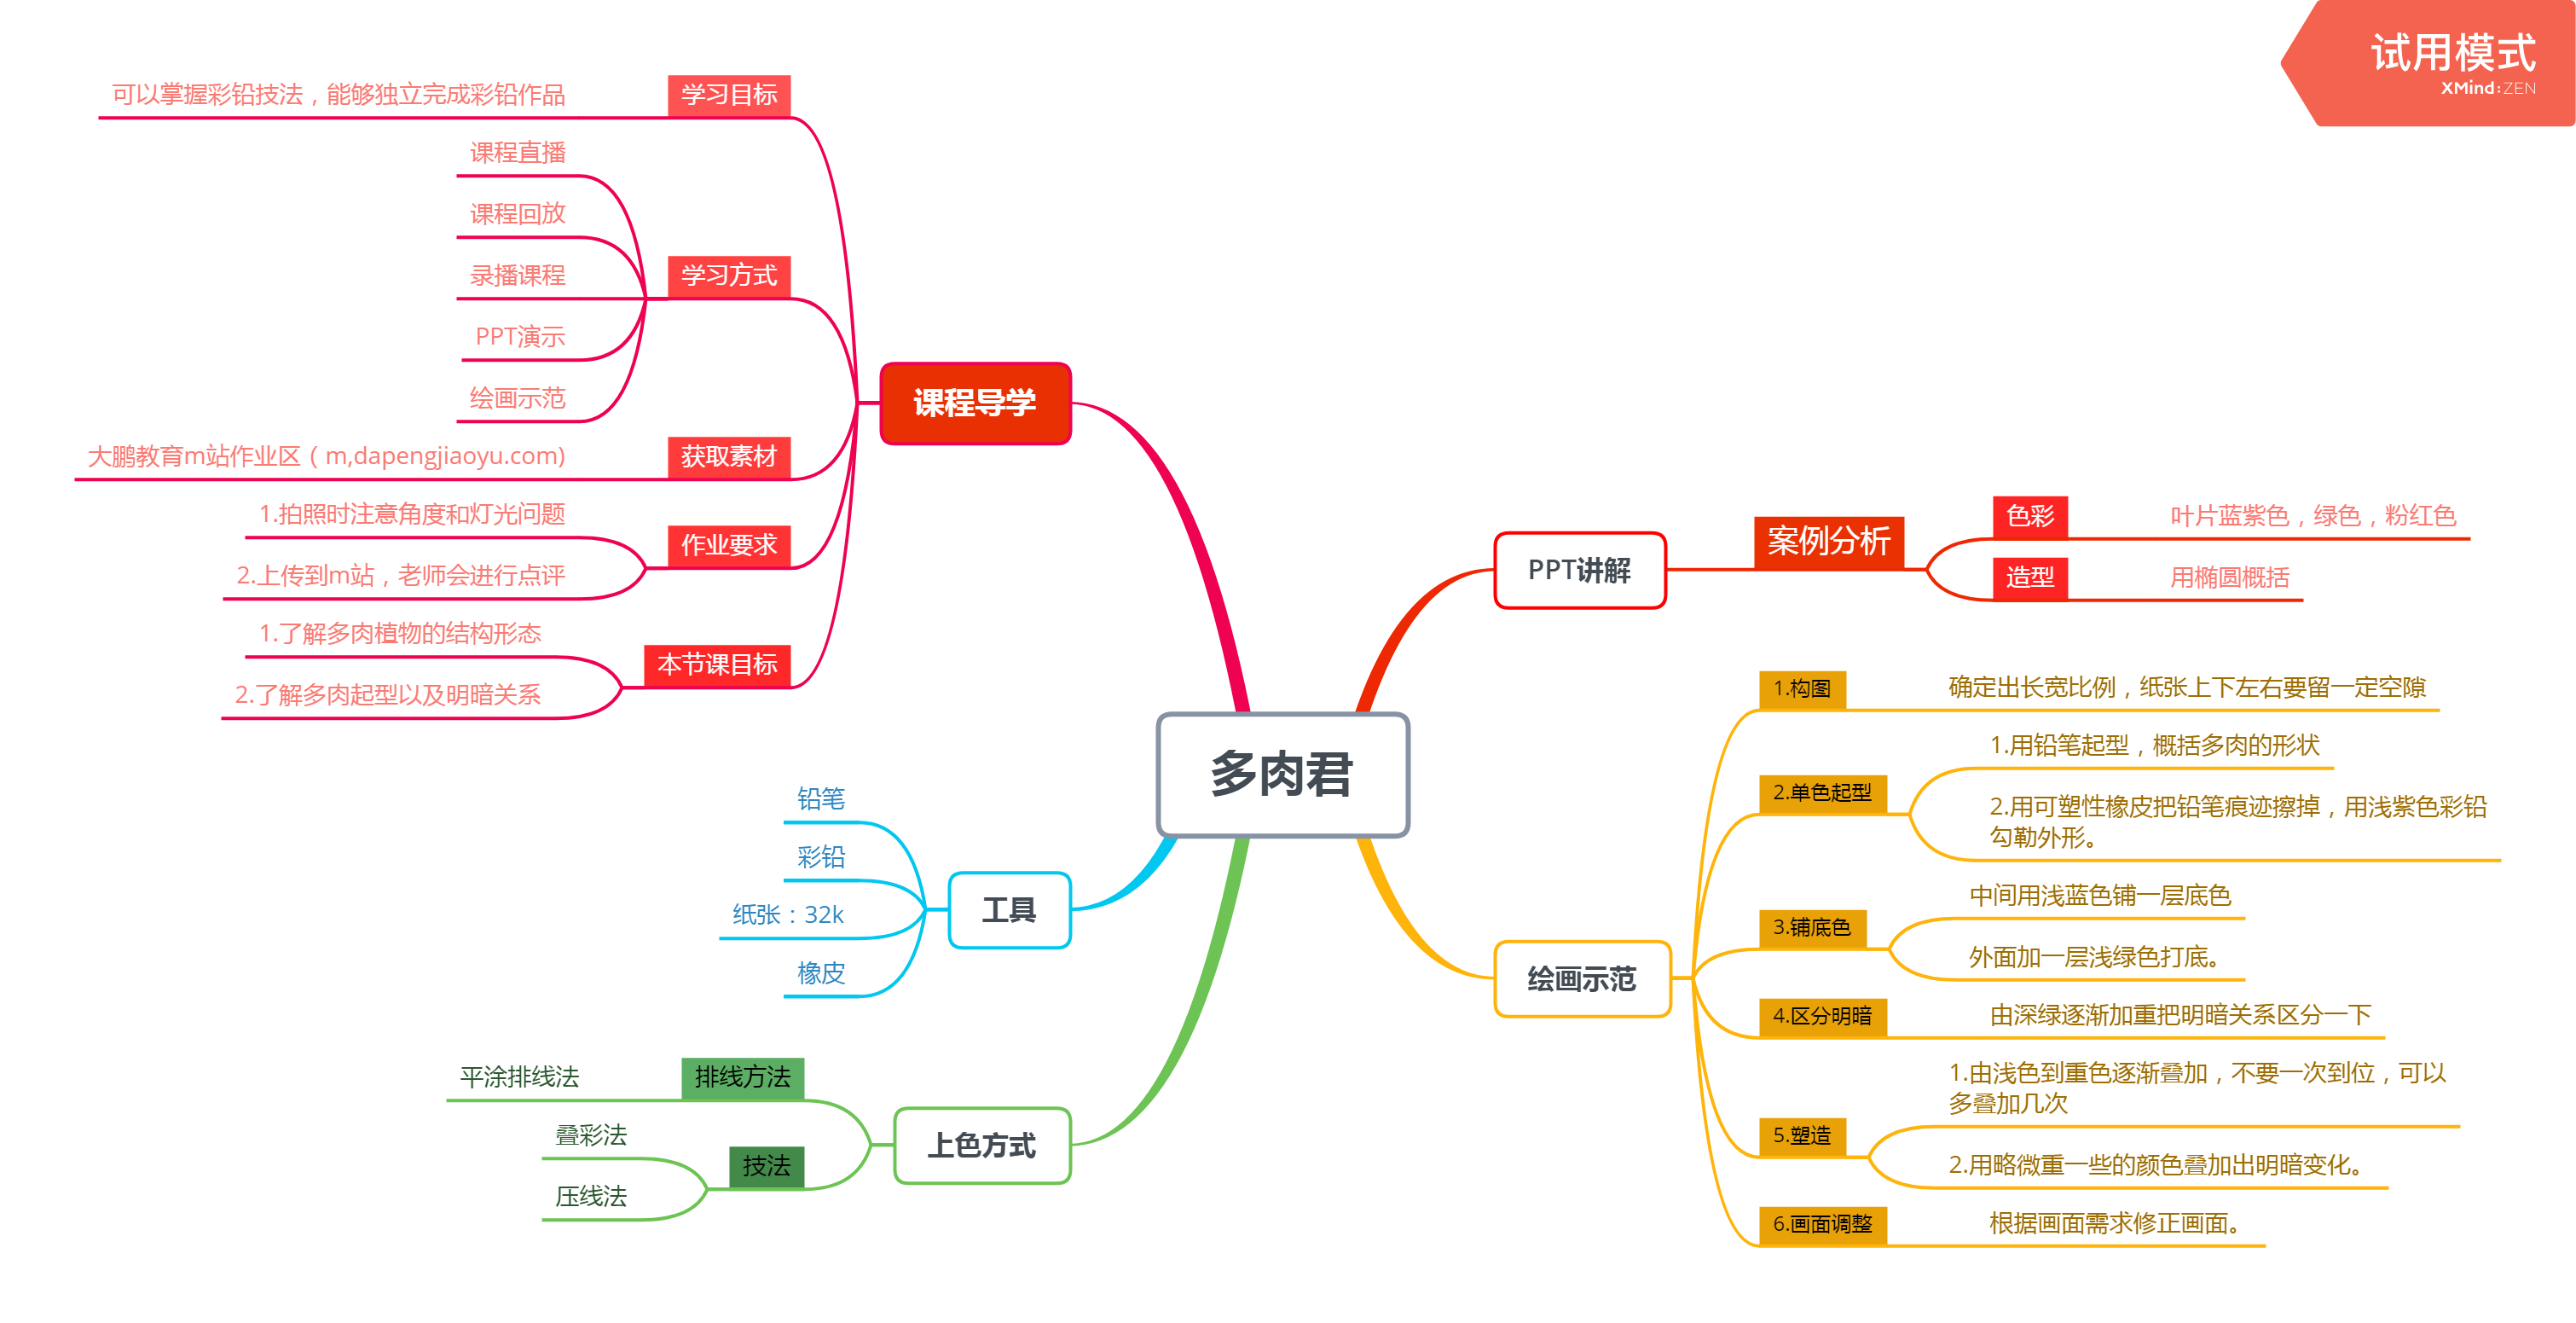 试用模式
XMind:ZEN
多肉君
课程导学
学习目标
可以掌握彩铅技法，能够独立完成彩铅作品
学习方式
课程直播
课程回放
录播课程
PPT演示
绘画示范
获取素材
大鹏教育m站作业区（m,dapengjiaoyu.com)
作业要求
1.拍照时注意角度和灯光问题
2.上传到m站，老师会进行点评
本节课目标
1.了解多肉植物的结构形态
2.了解多肉起型以及明暗关系
工具
铅笔
彩铅
纸张：32k
橡皮
上色方式
排线方法
平涂排线法
技法
叠彩法
压线法
PPT讲解
案例分析
色彩
叶片蓝紫色，绿色，粉红色
造型
用椭圆概括
绘画示范
1.构图
确定出长宽比例，纸张上下左右要留一定空隙
2.单色起型
1.用铅笔起型，概括多肉的形状
2.用可塑性橡皮把铅笔痕迹擦掉，用浅紫色彩铅
勾勒外形。
3.铺底色
中间用浅蓝色铺一层底色
外面加一层浅绿色打底。
4.区分明暗
由深绿逐渐加重把明暗关系区分一下
5.塑造
1.由浅色到重色逐渐叠加，不要一次到位，可以
多叠加几次
2.用略微重一些的颜色叠加出明暗变化。
6.画面调整
根据画面需求修正画面。